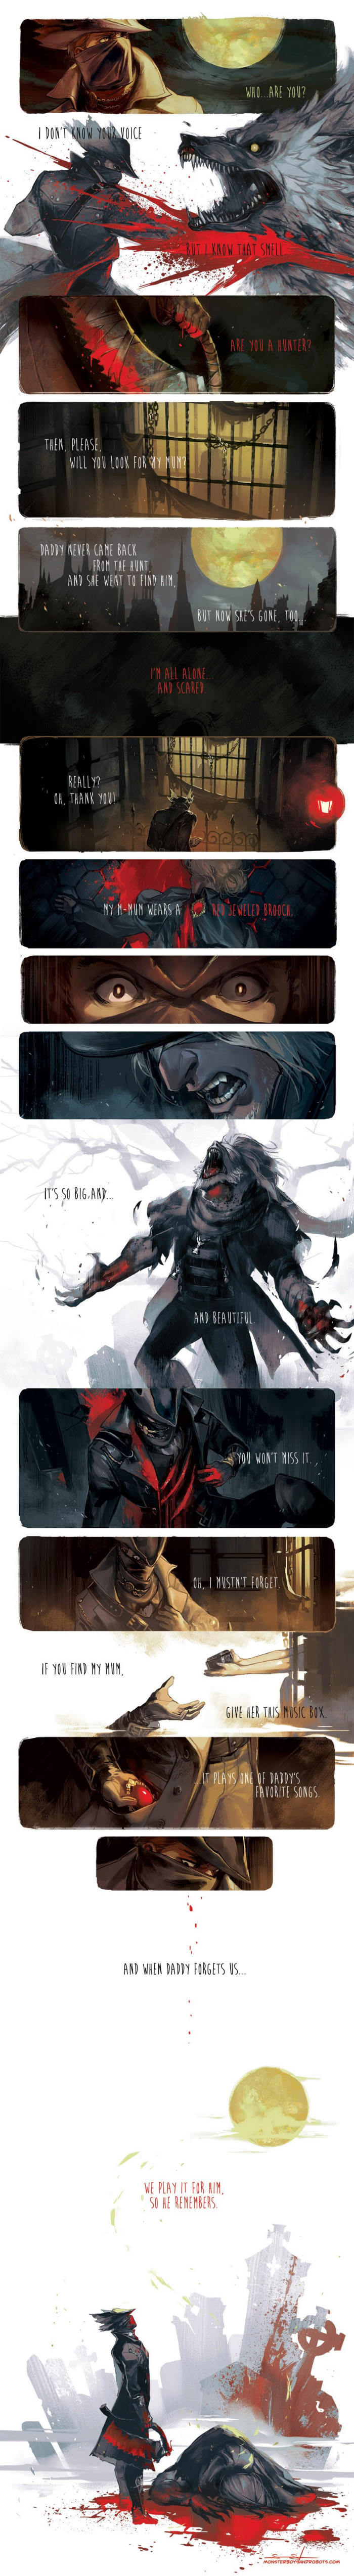 WHO...ARE YOU?
I DON'T KNOW YOUR VOICE
BUT I KNOW THAT SMELL
ARE YOU A HUNTER?
THEN, PLEASE,
WILL YOU LOOK FOR MY MUM?
DADDY NEVER CAME BACK
FROM THE HUNT,
AND SHE WENT TO FIND HIM,
BUT NOW SHE'S GONE, TOO...
I'M ALL ALONE...
AND SCARED.
REALLY?
OH, THANK YOU!
MY M-MUM WEARS A RED JEWELED BROOCH.
IT'S SO BIG, AND...
AND BEAUTIFUL.
YOU WON'T MISS IT.
OH, I MUSTN'T FORGET.
IF YOU FIND MY MUM,
GIVE HER THIS MUSIC BOX.
IT PLAYS ONE OF DADDY'S
FAVORITE SONGS.
AND WHEN DADDY FORGETS US...
WE PLAY IT FOR HIM,
SO HE REMEMBERS.
MONSTERBOYSANDROBOTS.COM